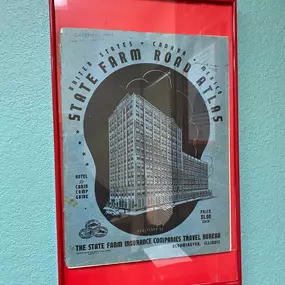 UNITED STATES • CANADA • MEXICO
STATE FARM ROAD ATLAS
HOTEL
&
CABIN
CAMP
GUIDE
PRICE
$1.00
THE STATE FARM INSURANCE COMPANIES TRAVEL BUREAU
BLOOMINGTON, ILLINOIS